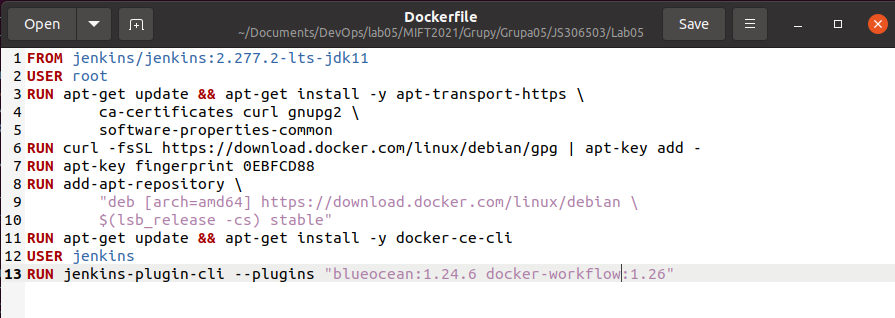 Open
Dockerfile
~/Documents/DevOps/lab05/MIFT2021/Grupy/Grupa05/JS306503/Lab05
Save
1 FROM jenkins/jenkins:2.277.2-lts-jdk11
2 USER root
3 RUN apt-get update && apt-get install -y apt-transport-https \
4         ca-certificates curl gnupg2 \
5         software-properties-common
6 RUN curl -fsSL https://download.docker.com/linux/debian/gpg | apt-key add -
7 RUN apt-key fingerprint 0EBFCD88
8 RUN add-apt-repository \
9         "deb [arch=amd64] https://download.docker.com/linux/debian \
10         $(lsb_release -cs) stable"
11 RUN apt-get update && apt-get install -y docker-ce-cli
12 USER jenkins
13 RUN jenkins-plugin-cli --plugins "blueocean:1.24.6 docker-workflow:1.26"